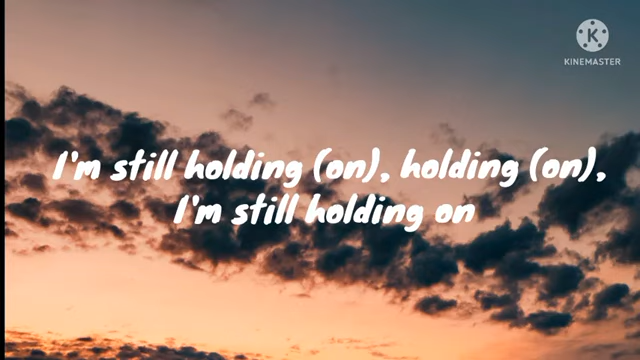 KINEMASTER
I'm still holding (on), holding (on),
I'm still holding on